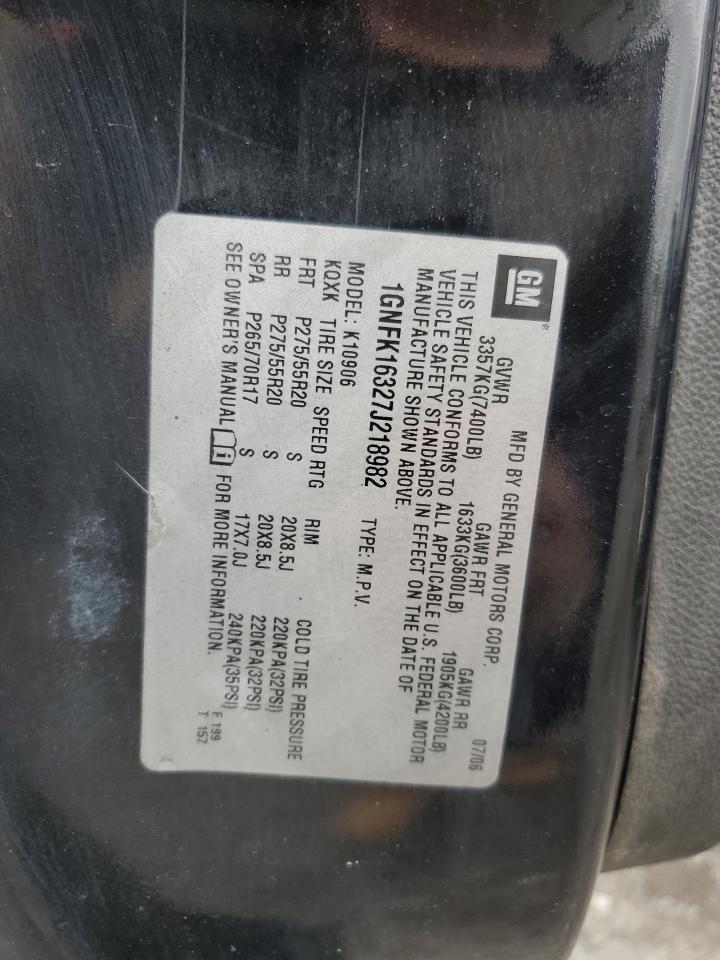 GM®
MFD BY GENERAL MOTORS CORP. 07/06
GVWR GAWR FRT GAWR RR
3357KG(7400LB) 1633KG(3600LB) 1905KG(4200LB)
THIS VEHICLE CONFORMS TO ALL APPLICABLE U.S. FEDERAL MOTOR
VEHICLE SAFETY STANDARDS IN EFFECT ON THE DATE OF
MANUFACTURE SHOWN ABOVE.
1GNFK16327J218982 TYPE: M.P.V.
MODEL: K10906
KQXK TIRE SIZE SPEED RTG RIM COLD TIRE PRESSURE
FRT P275/55R20 S 20X8.5J 220KPA(32PSI)
RR P275/55R20 S 20X8.5J 220KPA(32PSI)
SPA P265/70R17 S 17X7.0J 240KPA(35PSI)
SEE OWNER'S MANUAL FOR MORE INFORMATION.
F 199
T 157